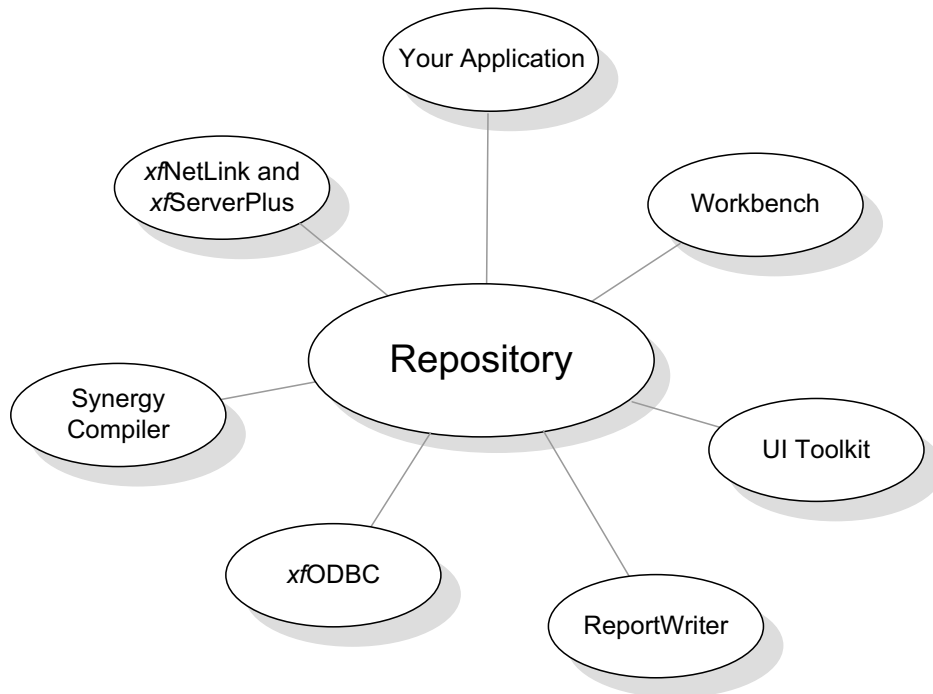 Your Application
xfNetLink and
xfServerPlus
Workbench
Repository
Synergy
Compiler
UI Toolkit
xfODBC
ReportWriter